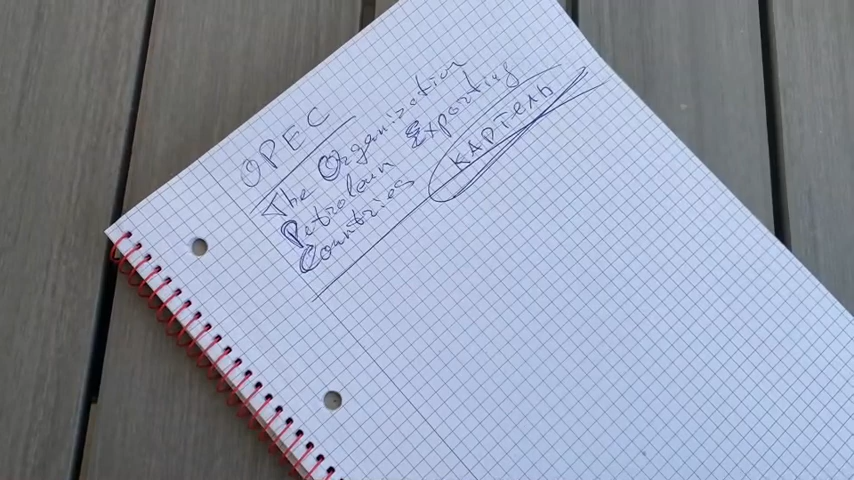 OPEC
The Organization
Petroleum Exporting
Countries
картель